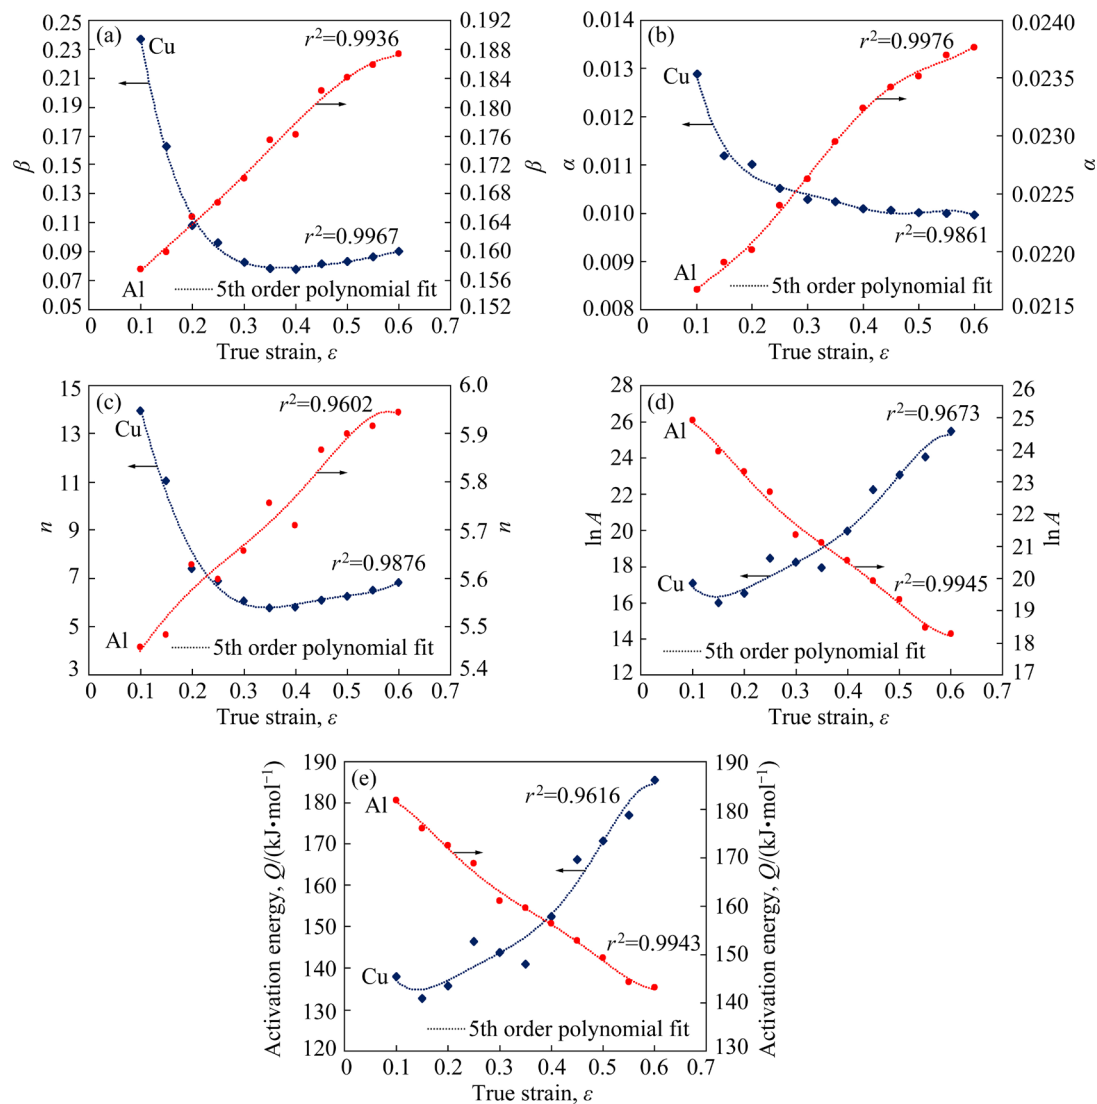 (a)
Cu
r²=0.9936
r²=0.9967
Al
5th order polynomial fit
0.25
0.23
0.21
0.19
0.17
0.15
0.13
0.11
0.09
0.07
0.05
β
0.192
0.188
0.184
0.180
0.176
0.172
0.168
0.164
0.160
0.156
0.152
β
0 0.1 0.2 0.3 0.4 0.5 0.6 0.7
True strain, ε
(b)
Cu
r²=0.9976
r²=0.9861
Al
5th order polynomial fit
0.014
0.013
0.012
0.011
0.010
0.009
0.008
α
0.0240
0.0235
0.0230
0.0225
0.0220
0.0215
α
0 0.1 0.2 0.3 0.4 0.5 0.6
True strain, ε
(c)
Cu
r²=0.9602
r²=0.9876
Al
5th order polynomial fit
15
13
11
9
7
5
3
n
6.0
5.9
5.8
5.7
5.6
5.5
5.4
n
0 0.1 0.2 0.3 0.4 0.5 0.6 0.7
True strain, ε
(d)
Al
r²=0.9673
Cu
r²=0.9945
5th order polynomial fit
28
26
24
22
20
18
16
14
12
ln A
26
25
24
23
22
21
20
19
18
17
ln A
0 0.1 0.2 0.3 0.4 0.5 0.6 0.7
True strain, ε
(e)
Al
r²=0.9616
r²=0.9943
Cu
5th order polynomial fit
190
180
170
160
150
140
130
120
Activation energy, Q/(kJ•mol⁻¹)
190
180
170
160
150
140
130
Activation energy, Q/(kJ•mol⁻¹)
0 0.1 0.2 0.3 0.4 0.5 0.6 0.7
True strain, ε